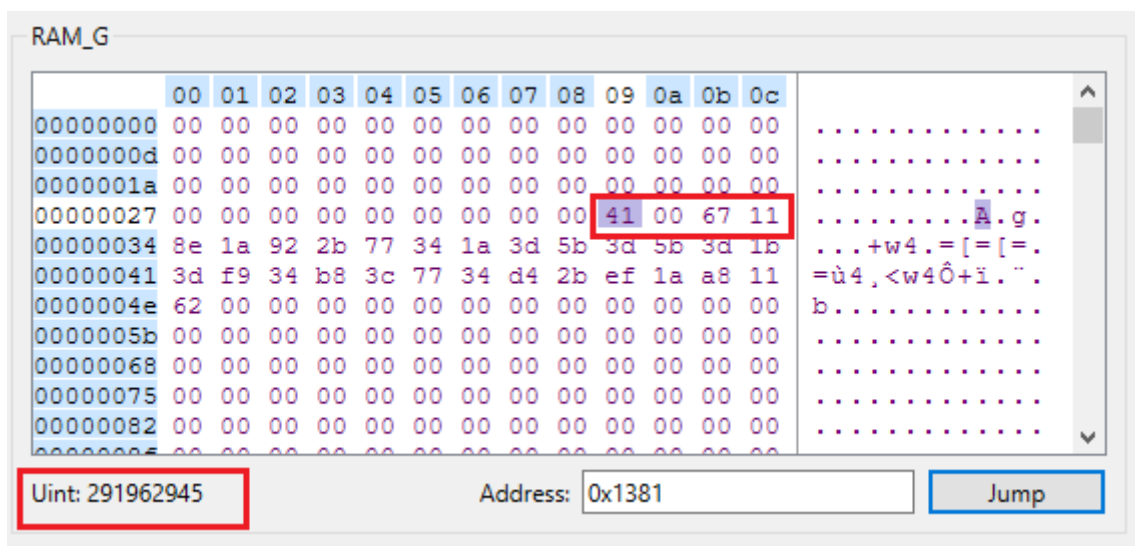 RAM_G
00 01 02 03 04 05 06 07 08 09 0a 0b 0c
00000000 00 00 00 00 00 00 00 00 00 00 00 00 00 .............
0000000d 00 00 00 00 00 00 00 00 00 00 00 00 00 .............
0000001a 00 00 00 00 00 00 00 00 00 00 00 00 00 .............
00000027 00 00 00 00 00 00 00 00 00 41 00 67 11 .........A.g.
00000034 8e 1a 92 2b 77 34 1a 3d 5b 3d 5b 3d 1b ...+w4.=[=[=.
00000041 3d f9 34 b8 3c 77 34 d4 2b ef 1a a8 11 =ù4¸<w4Ô+ï.¨.
0000004e 62 00 00 00 00 00 00 00 00 00 00 00 00 b............
0000005b 00 00 00 00 00 00 00 00 00 00 00 00 00 .............
00000068 00 00 00 00 00 00 00 00 00 00 00 00 00 .............
00000075 00 00 00 00 00 00 00 00 00 00 00 00 00 .............
00000082 00 00 00 00 00 00 00 00 00 00 00 00 00 .............
Uint: 291962945 Address: 0x1381 Jump